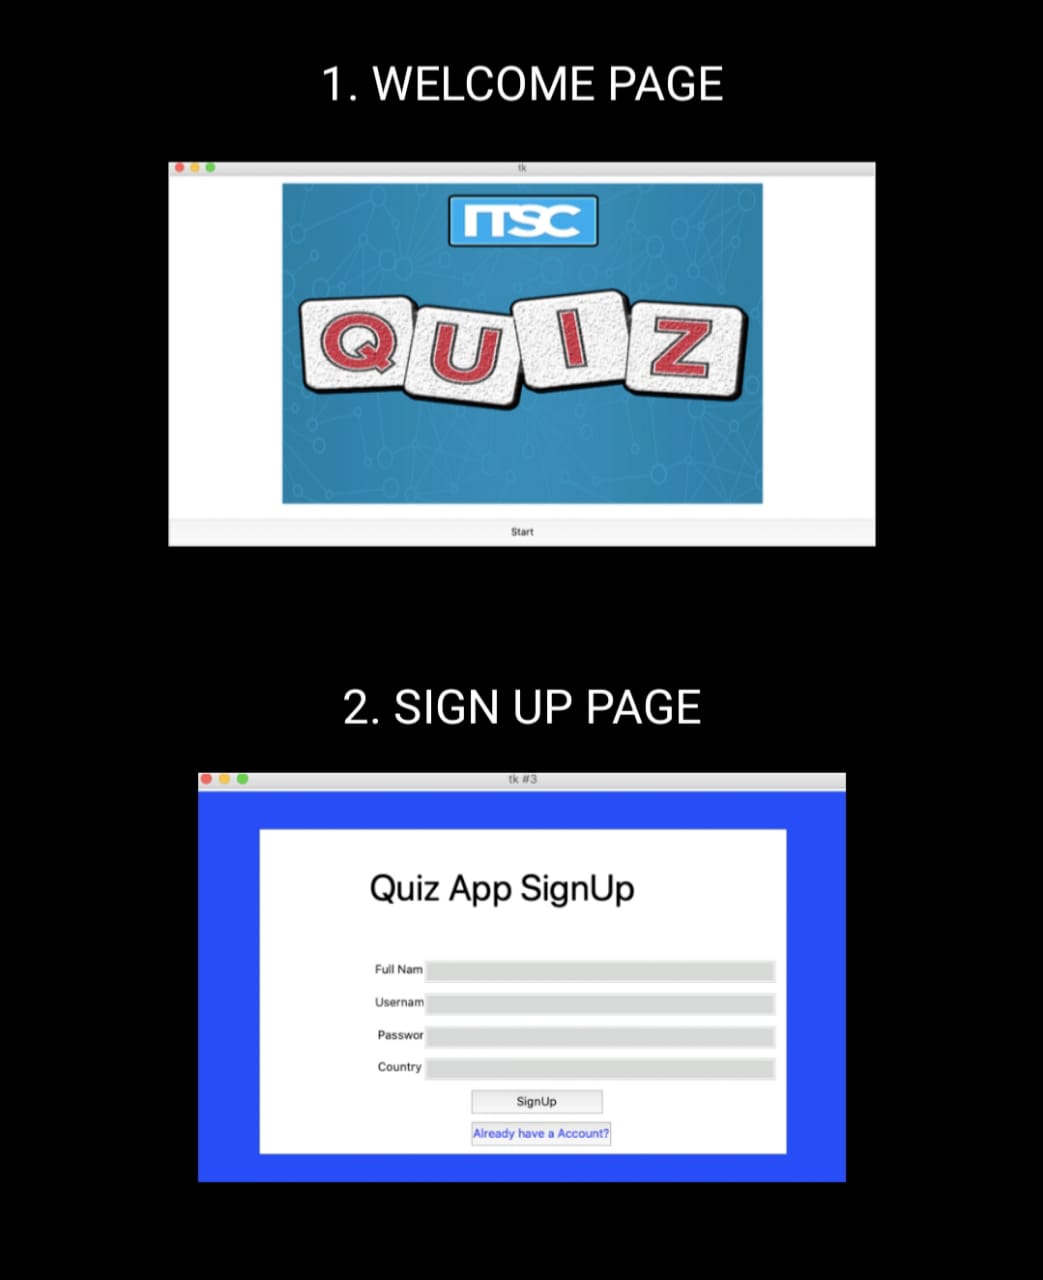 1. WELCOME PAGE
tk
ITSC
QUIZ
Start
2. SIGN UP PAGE
tk #3
Quiz App SignUp
Full Nam
Usernam
Passwor
Country
SignUp
Already have a Account?